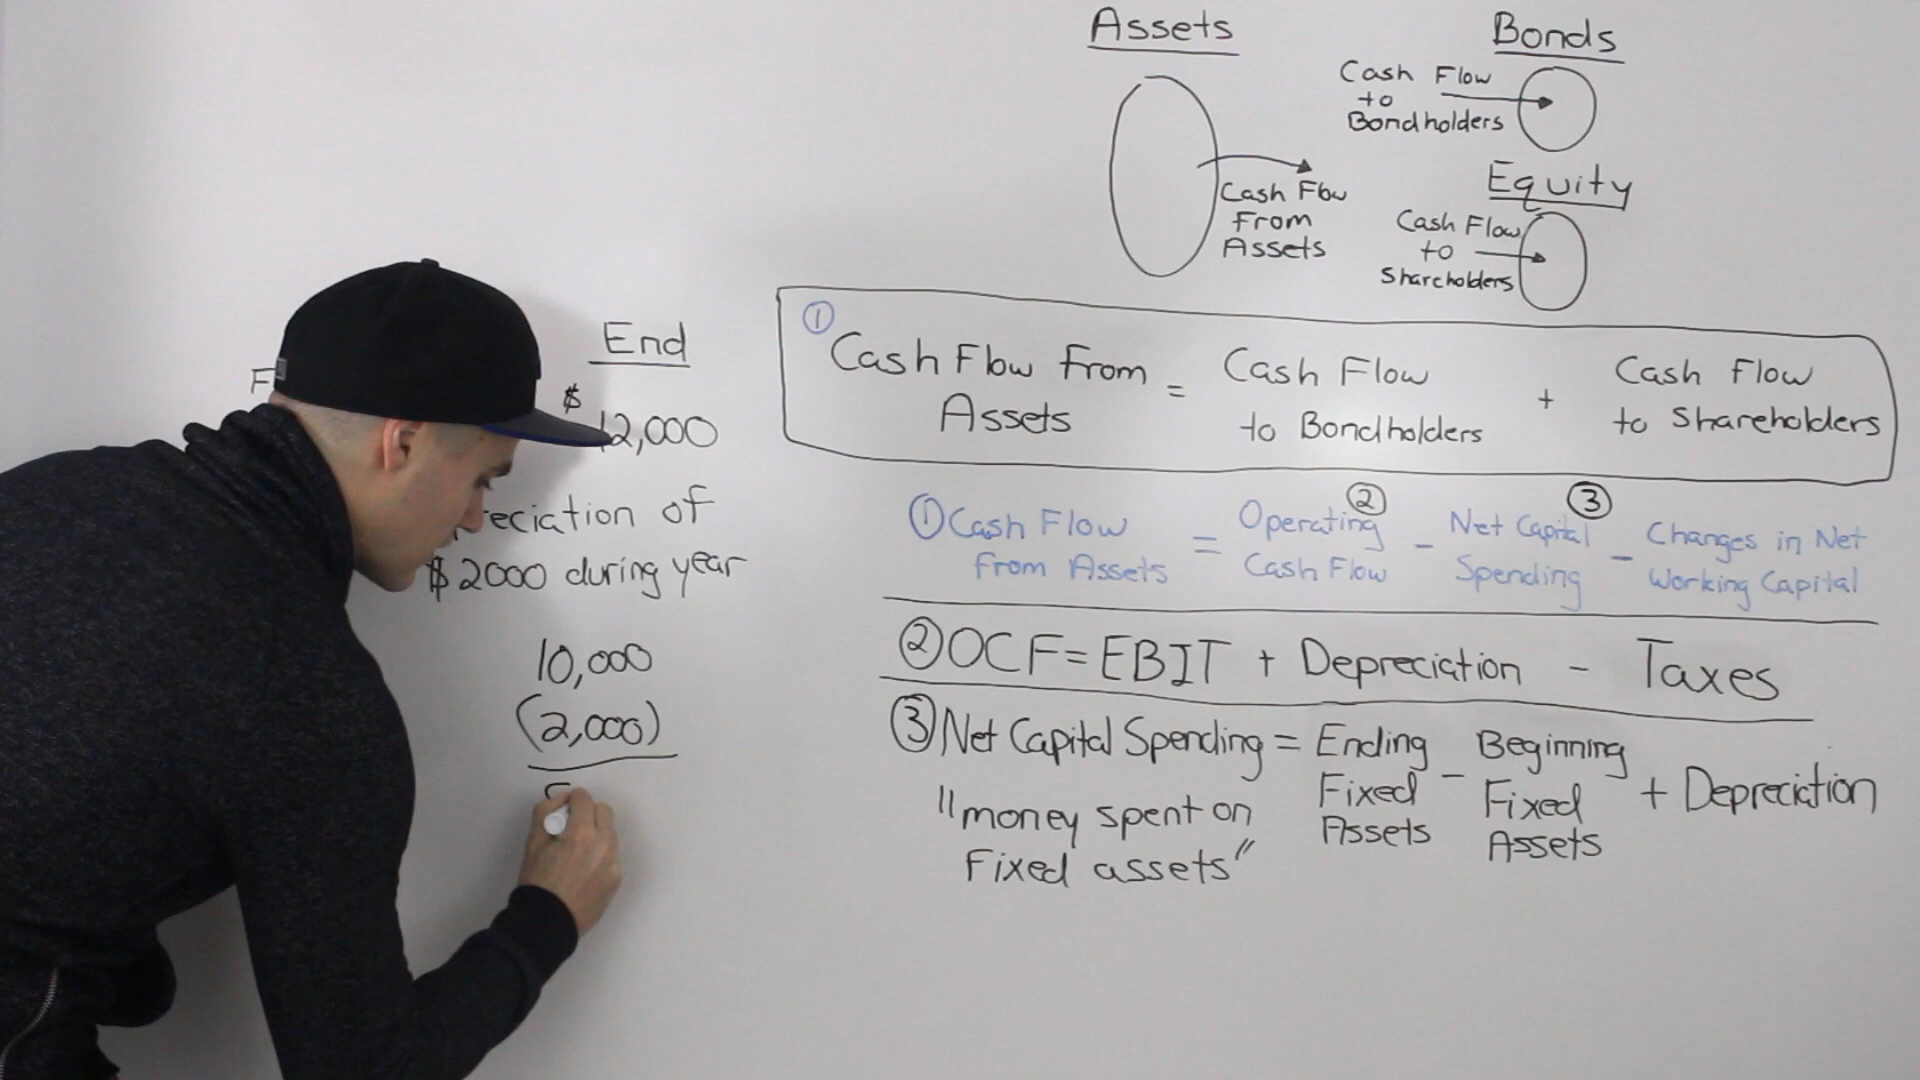 Assets
Bonds
Cash Flow
to
Bondholders
Equity
Cash Flow
From
Assets
Cash Flow
to
Shareholders
①
Cash Flow From Assets = Cash Flow to Bondholders + Cash Flow to Shareholders
① Cash Flow From Assets = Operating Cash Flow ② - Net Capital Spending ③ - Changes in Net Working Capital
② OCF = EBIT + Depreciation - Taxes
③ Net Capital Spending = Ending Fixed Assets - Beginning Fixed Assets + Depreciation
"money spent on
Fixed assets"
End
$ 12,000
of
$2000 during year
10,000
(2,000)